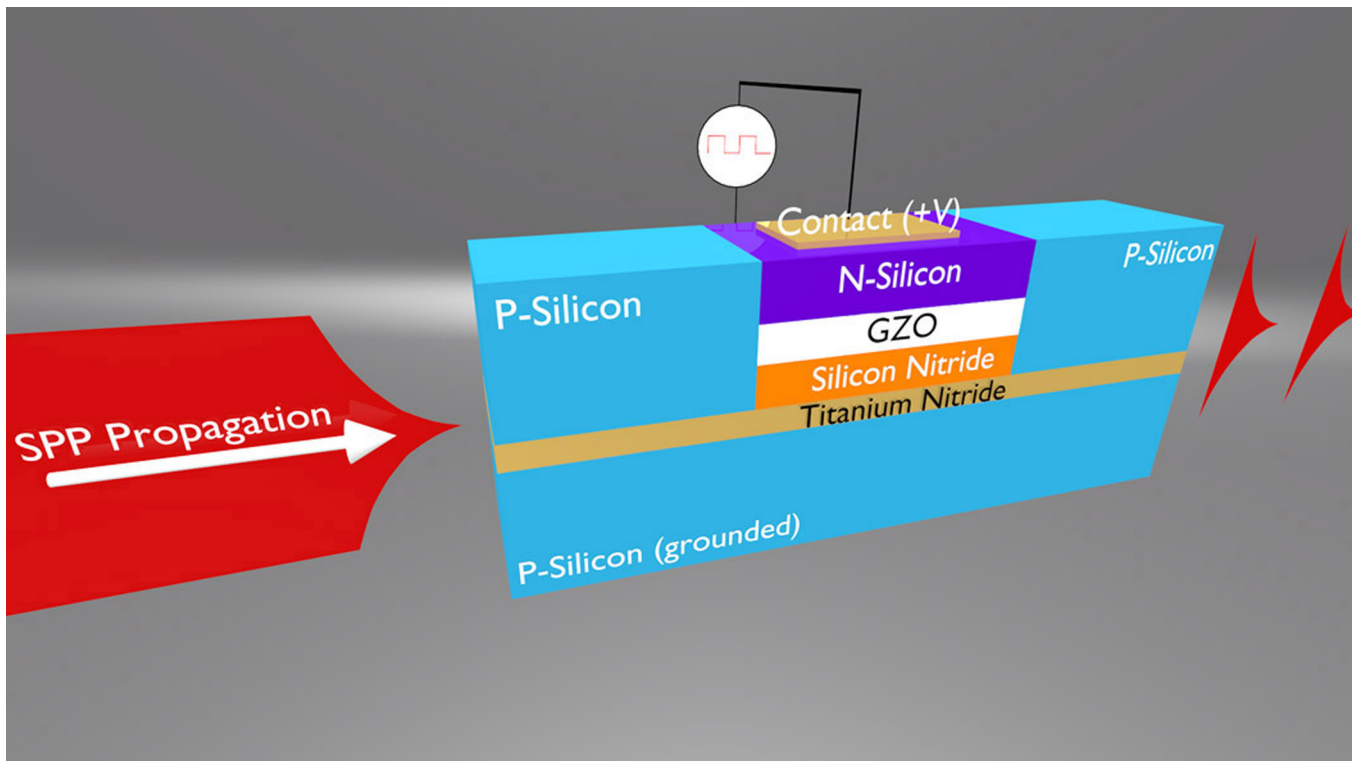 Contact (+V)
P-Silicon
N-Silicon
P-Silicon
GZO
Silicon Nitride
Titanium Nitride
SPP Propagation
P-Silicon (grounded)